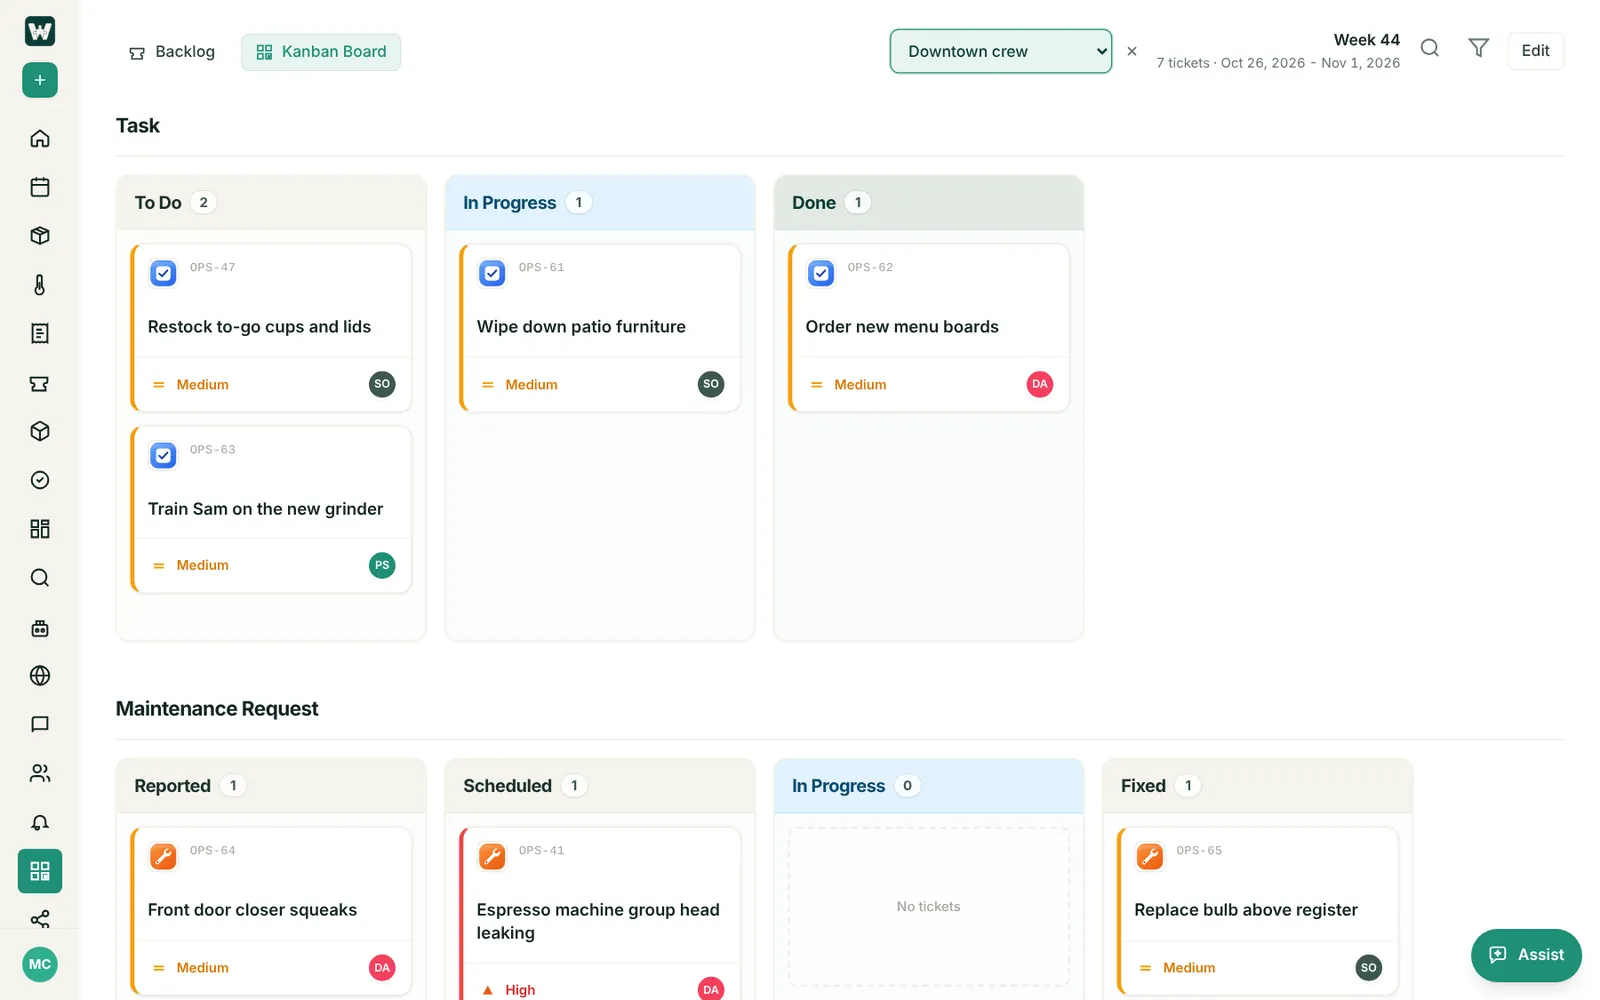 W
Backlog
Kanban Board
Downtown crew
Week 44
7 tickets · Oct 26, 2026 - Nov 1, 2026
Edit
Task
To Do 2
OPS-47
Restock to-go cups and lids
Medium
SO
OPS-63
Train Sam on the new grinder
Medium
PS
In Progress 1
OPS-61
Wipe down patio furniture
Medium
SO
Done 1
OPS-62
Order new menu boards
Medium
DA
Maintenance Request
Reported 1
OPS-64
Front door closer squeaks
Medium
DA
Scheduled 1
OPS-41
Espresso machine group head
leaking
High
DA
In Progress 0
No tickets
Fixed 1
OPS-65
Replace bulb above register
Medium
SO
MC
Assist